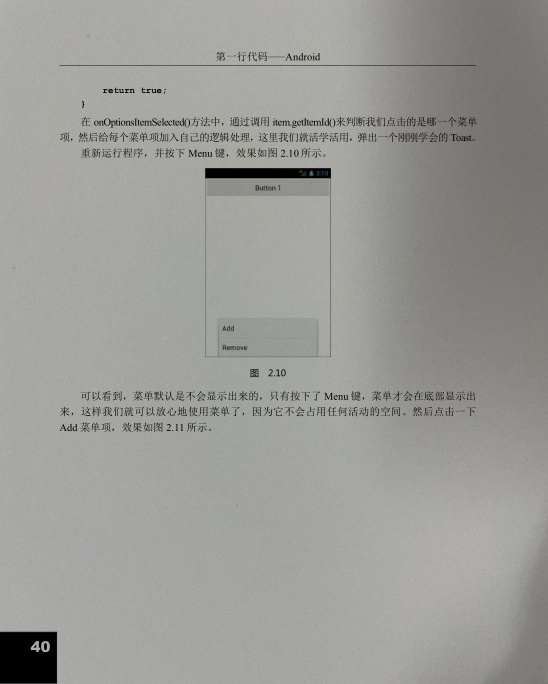 第一行代码——Android
return true;
}
在 onOptionsItemSelected()方法中，通过调用 item.getItemId()来判断我们点击的是哪一个菜单
项，然后给每个菜单项加入自己的逻辑处理，这里我们就活学活用，弹出一个刚刚学会的 Toast。
重新运行程序，并按下 Menu 键，效果如图 2.10 所示。
3:10
Button 1
Add
Remove
图 2.10
可以看到，菜单默认是不会显示出来的，只有按下了 Menu 键，菜单才会在底部显示出
来，这样我们就可以放心地使用菜单了，因为它不会占用任何活动的空间。然后点击一下
Add 菜单项，效果如图 2.11 所示。
40